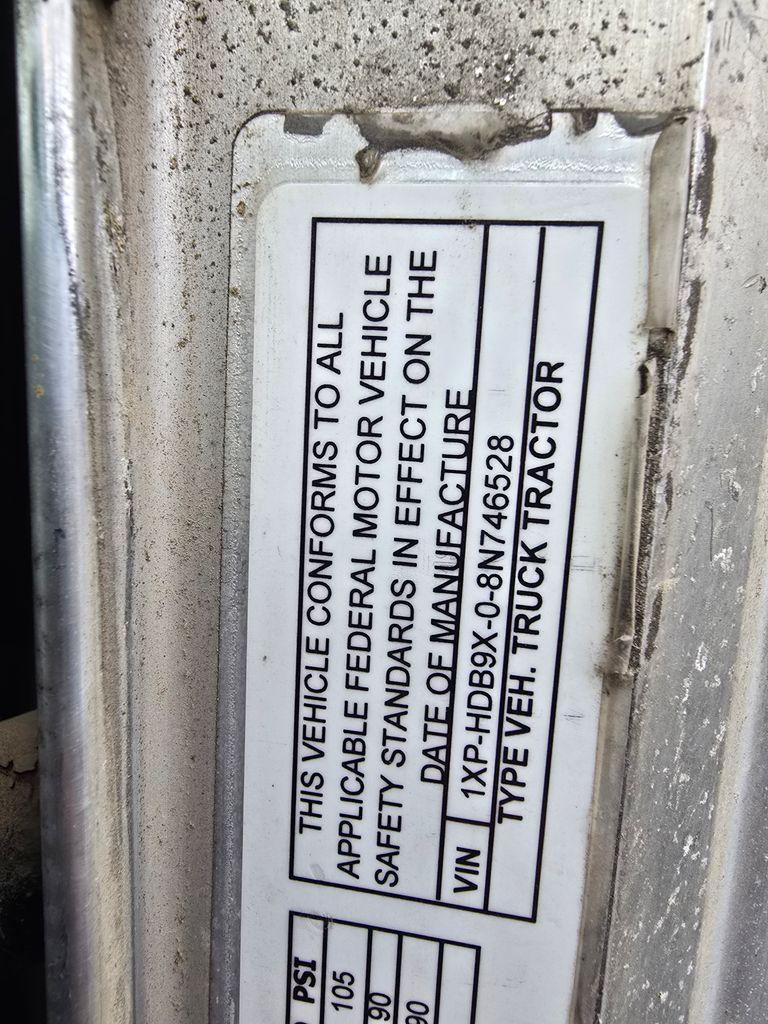 THIS VEHICLE CONFORMS TO ALL
APPLICABLE FEDERAL MOTOR VEHICLE
SAFETY STANDARDS IN EFFECT ON THE
DATE OF MANUFACTURE
VIN 1XP-HDB9X-0-8N746528
TYPE VEH. TRUCK TRACTOR
PSI
105
90
90